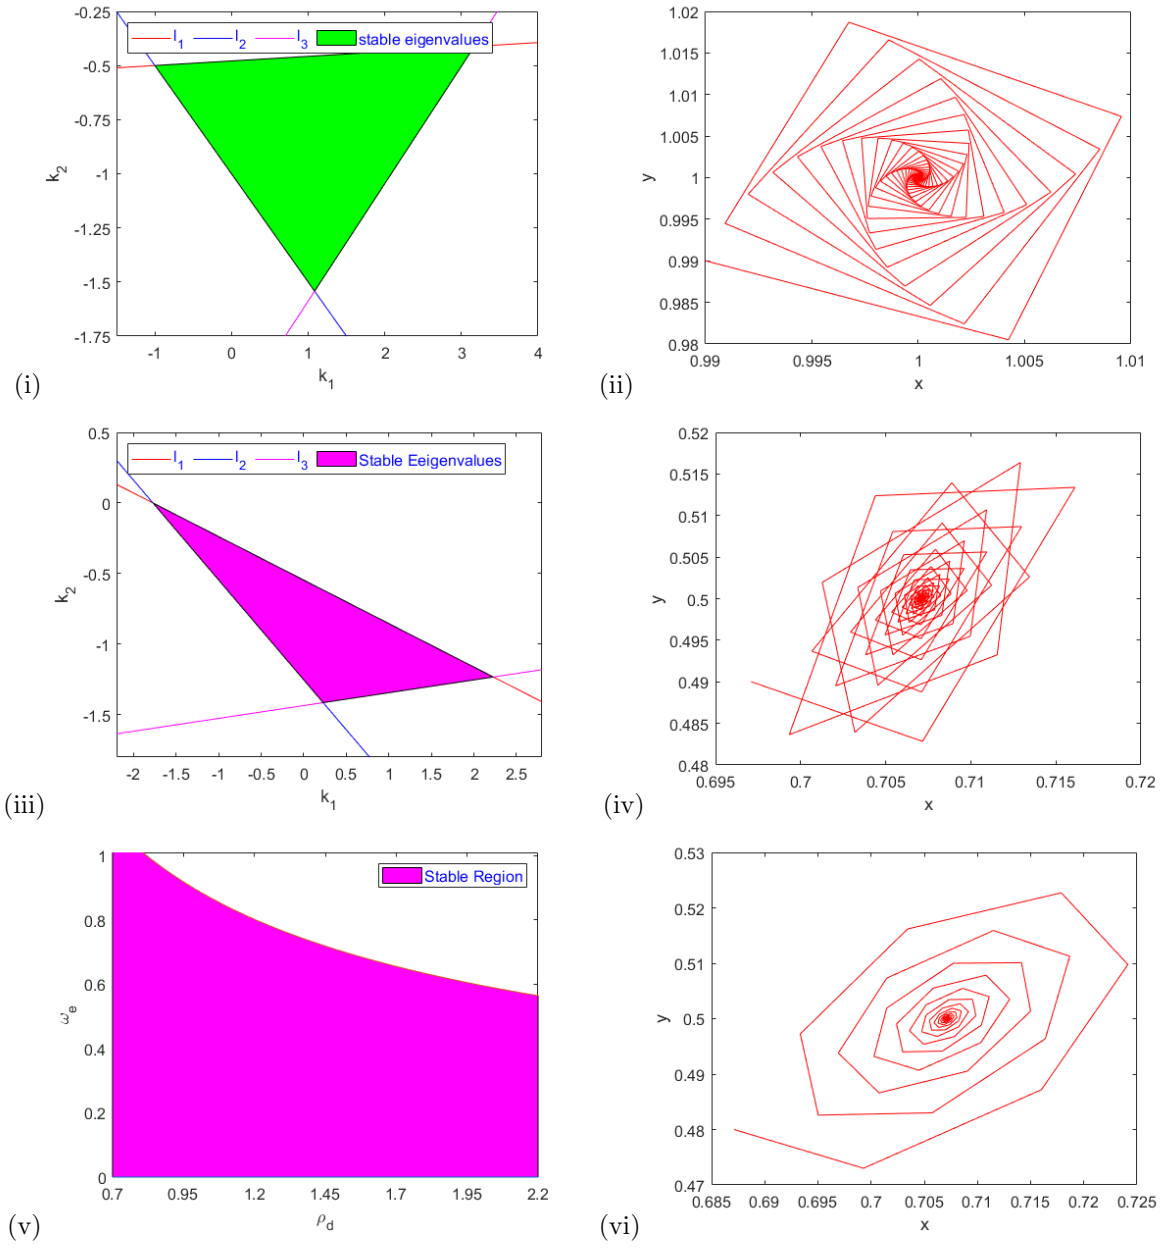 -0.25
l1 l2 l3 stable eigenvalues
-0.5
-0.75
-1
-1.25
-1.5
-1.75
k2
-1 0 1 2 3 4
k1
(i)
1.02
1.015
1.01
1.005
1
0.995
0.99
0.985
0.98
y
0.99 0.995 1 1.005 1.01
x
(ii)
0.5
l1 l2 l3 Stable Eeigenvalues
0
-0.5
-1
-1.5
k2
-2 -1.5 -1 -0.5 0 0.5 1 1.5 2 2.5
k1
(iii)
0.52
0.515
0.51
0.505
0.5
0.495
0.49
0.485
0.48
y
0.695 0.7 0.705 0.71 0.715 0.72
x
(iv)
1
Stable Region
0.8
0.6
0.4
0.2
0
ωe
0.7 0.95 1.2 1.45 1.7 1.95 2.2
ρd
(v)
0.53
0.52
0.51
0.5
0.49
0.48
0.47
y
0.685 0.69 0.695 0.7 0.705 0.71 0.715 0.72 0.725
x
(vi)